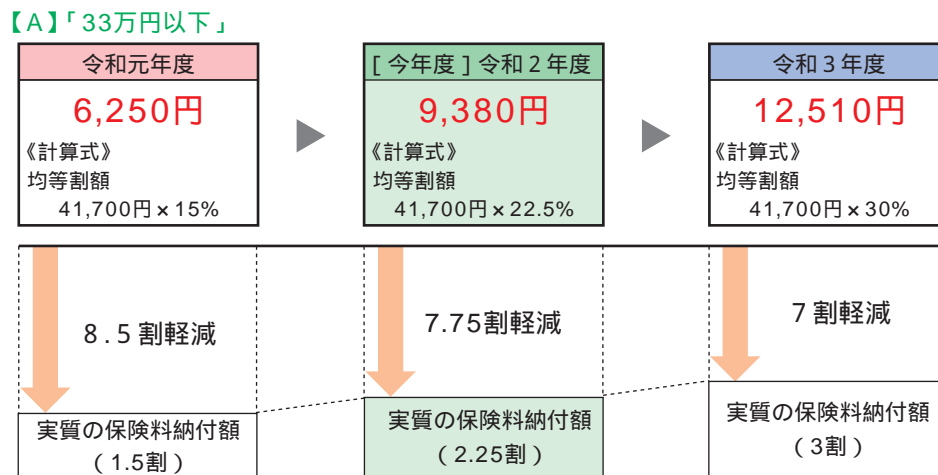 【A】「33万円以下」
令和元年度
6,250円
《計算式》
均等割額
41,700円×15%
[今年度]令和2年度
9,380円
《計算式》
均等割額
41,700円×22.5%
令和3年度
12,510円
《計算式》
均等割額
41,700円×30%
8.5割軽減
7.75割軽減
7割軽減
実質の保険料納付額
(1.5割)
実質の保険料納付額
(2.25割)
実質の保険料納付額
(3割)